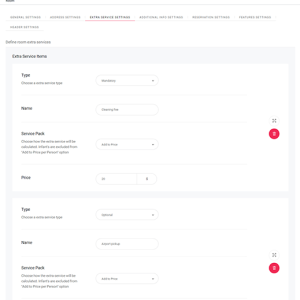 Room
GENERAL SETTINGS
ADDRESS SETTINGS
EXTRA SERVICE SETTINGS
ADDITIONAL INFO SETTINGS
RESERVATION SETTINGS
FEATURES SETTINGS
HEADER SETTINGS
Define room extra services
Extra Service Items
Type
Choose a extra service type
Mandatory
Name
Cleaning fee
Service Pack
Choose how the extra service will be
calculated. Infants are excluded from
"Add to Price per Person" option
Add to Price
Price
Type
Choose a extra service type
Optional
Name
Service Pack
Choose how the extra service will be
calculated. Infants are excluded from
"Add to Price per Person" option
Add to Price